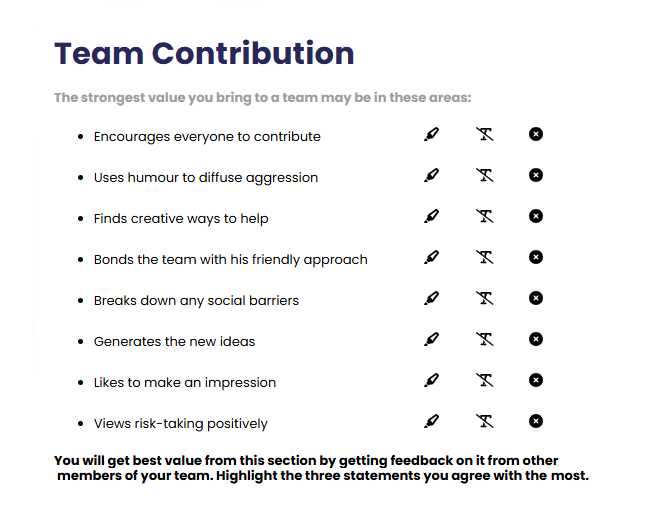 Team Contribution
The strongest value you bring to a team may be in these areas:
• Encourages everyone to contribute
• Uses humour to diffuse aggression
• Finds creative ways to help
• Bonds the team with his friendly approach
• Breaks down any social barriers
• Generates the new ideas
• Likes to make an impression
• Views risk-taking positively
You will get best value from this section by getting feedback on it from other
members of your team. Highlight the three statements you agree with the most.